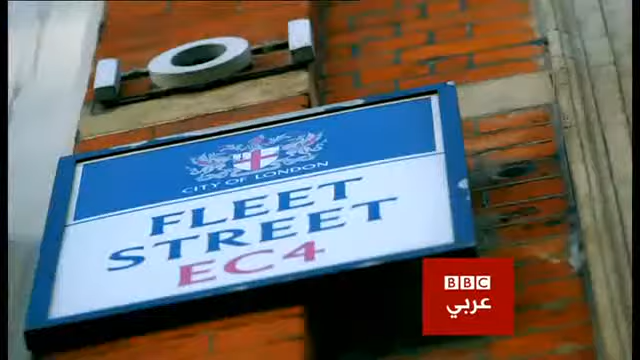 CITY OF LONDON
FLEET
STREET
EC4
BBC
عربي